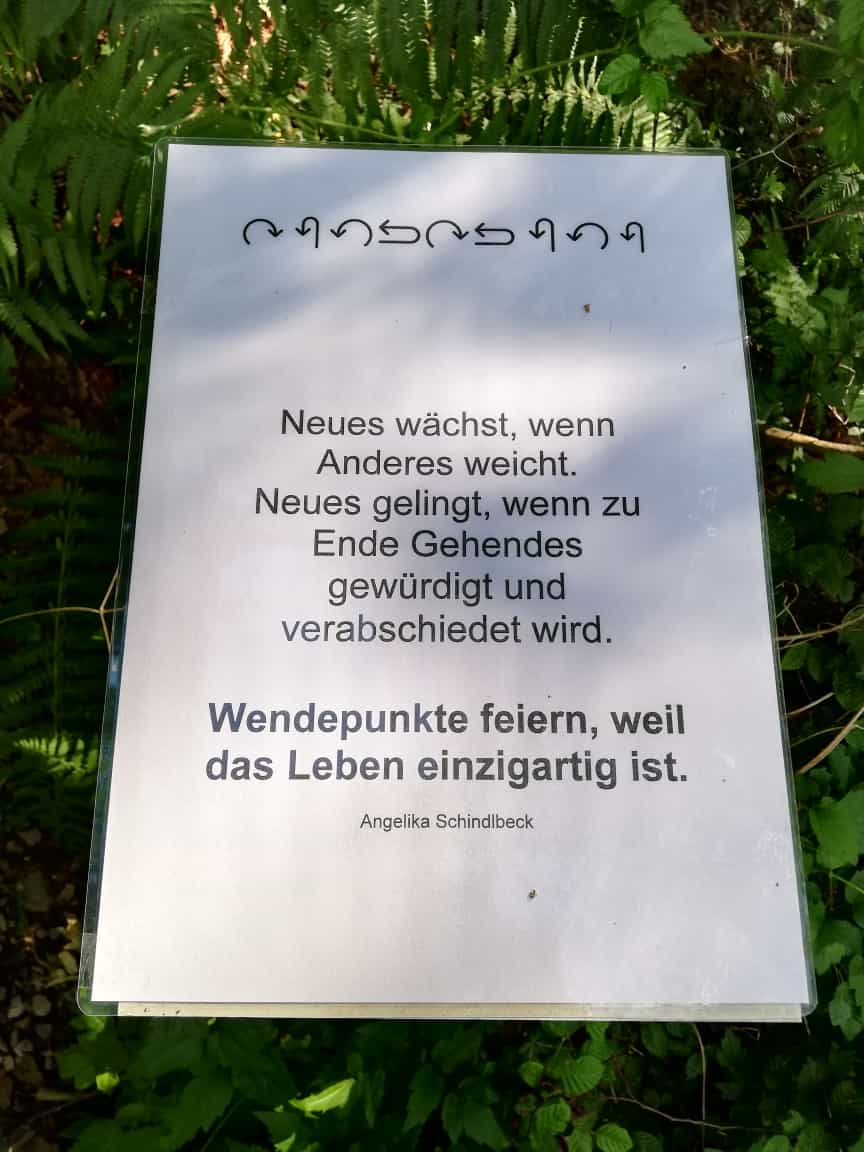 Neues wächst, wenn
Anderes weicht.
Neues gelingt, wenn zu
Ende Gehendes
gewürdigt und
verabschiedet wird.
Wendepunkte feiern, weil
das Leben einzigartig ist.
Angelika Schindlbeck